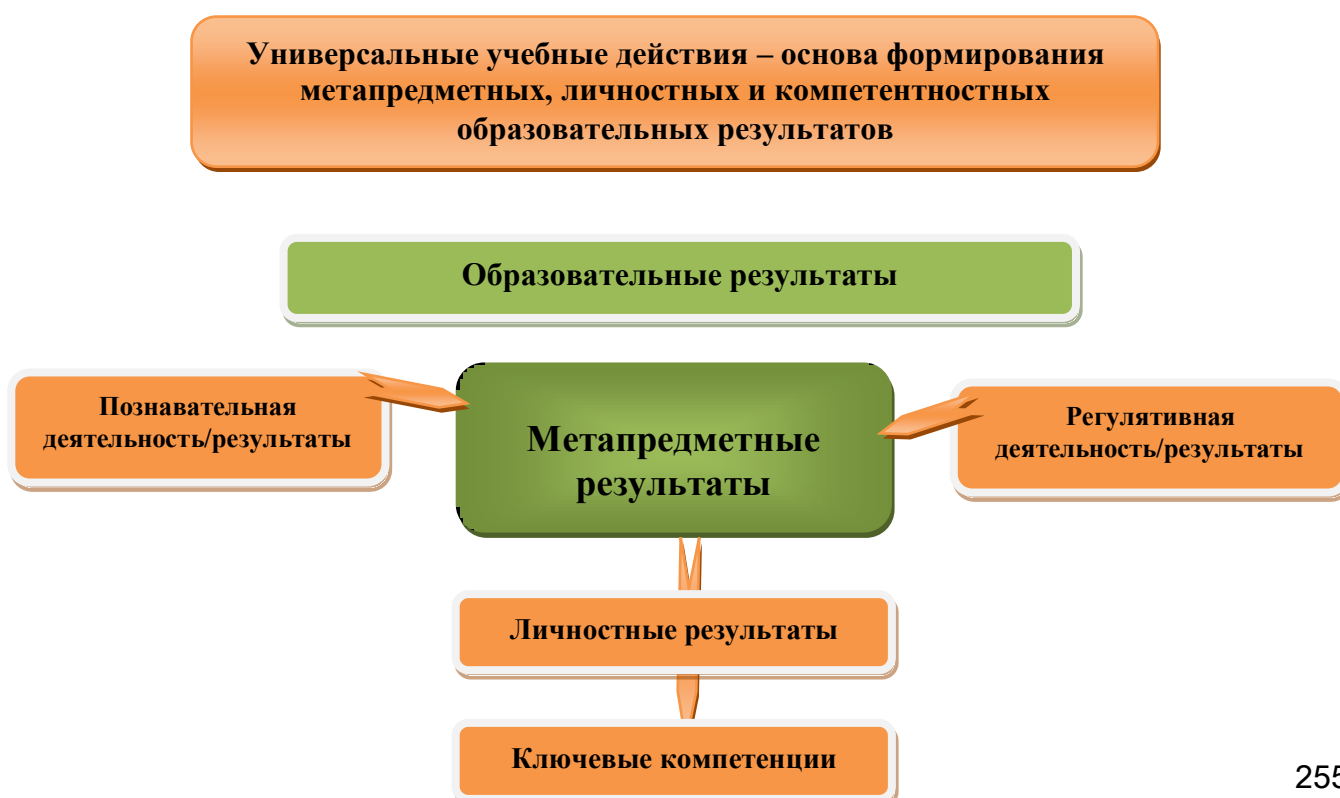 Универсальные учебные действия – основа формирования
метапредметных, личностных и компетентностных
образовательных результатов
Образовательные результаты
Познавательная
деятельность/результаты
Метапредметные
результаты
Регулятивная
деятельность/результаты
Личностные результаты
Ключевые компетенции
255